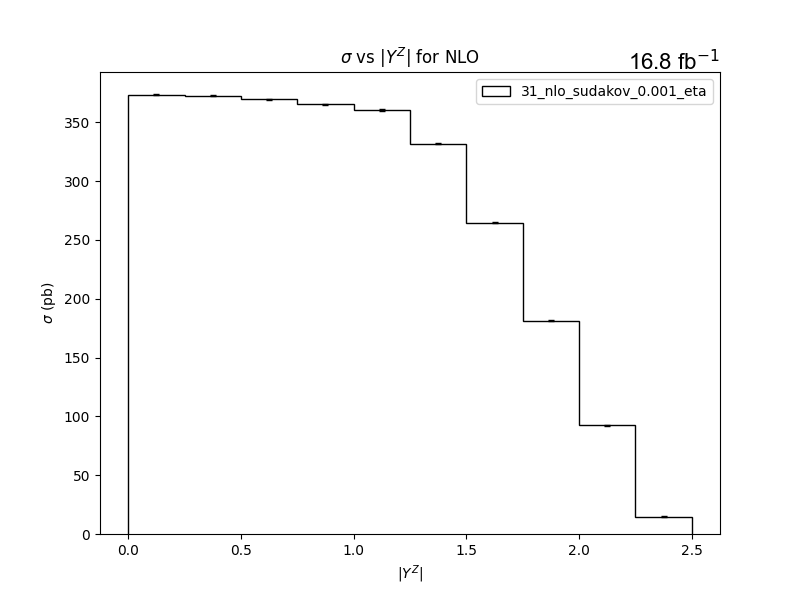 σ vs |Y^Z| for NLO
16.8 fb⁻¹
31_nlo_sudakov_0.001_eta
350
300
250
200
150
100
50
0
σ (pb)
0.0 0.5 1.0 1.5 2.0 2.5
|Y^Z|